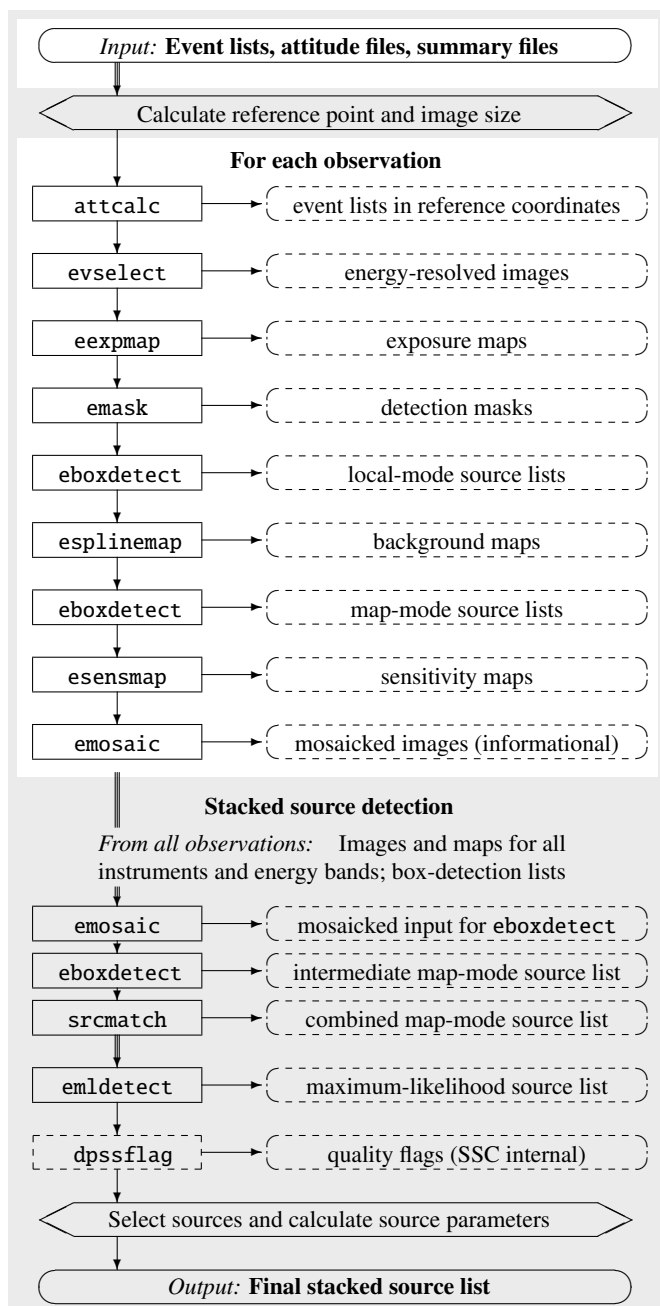 Input: Event lists, attitude files, summary files
Calculate reference point and image size
For each observation
attcalc event lists in reference coordinates
evselect energy-resolved images
eexpmap exposure maps
emask detection masks
eboxdetect local-mode source lists
esplinemap background maps
eboxdetect map-mode source lists
esensmap sensitivity maps
emosaic mosaicked images (informational)
Stacked source detection
From all observations: Images and maps for all
instruments and energy bands; box-detection lists
emosaic mosaicked input for eboxdetect
eboxdetect intermediate map-mode source list
srcmatch combined map-mode source list
emldetect maximum-likelihood source list
dpssflag quality flags (SSC internal)
Select sources and calculate source parameters
Output: Final stacked source list